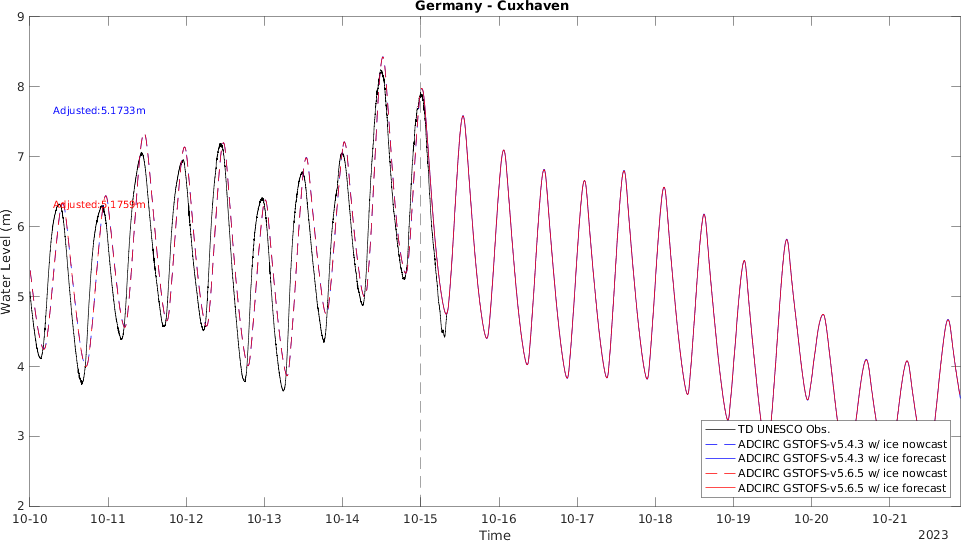 Germany - Cuxhaven
9
8
Adjusted:5.1733m
7
Adjusted:5.1759m
6
Water Level (m)
5
4
3
2
TD UNESCO Obs.
ADCIRC GSTOFS-v5.4.3 w/ ice nowcast
ADCIRC GSTOFS-v5.4.3 w/ ice forecast
ADCIRC GSTOFS-v5.6.5 w/ ice nowcast
ADCIRC GSTOFS-v5.6.5 w/ ice forecast
10-10 10-11 10-12 10-13 10-14 10-15 10-16 10-17 10-18 10-19 10-20 10-21
Time
2023